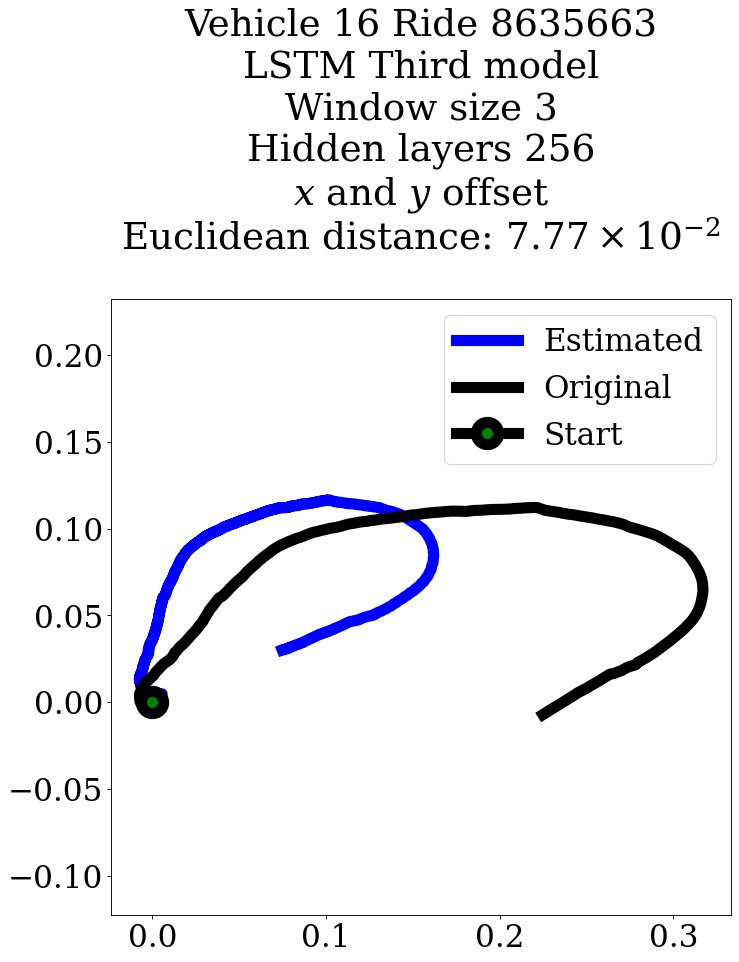 Vehicle 16 Ride 8635663
LSTM Third model
Window size 3
Hidden layers 256
x and y offset
Euclidean distance: 7.77 × 10⁻²
Estimated
Original
Start
0.20
0.15
0.10
0.05
0.00
−0.05
−0.10
0.0 0.1 0.2 0.3